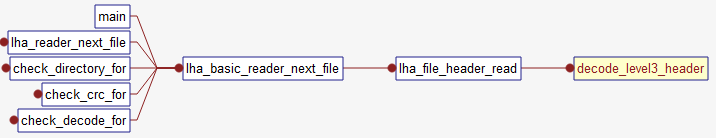 main
lha_reader_next_file
check_directory_for
check_crc_for
check_decode_for
lha_basic_reader_next_file
lha_file_header_read
decode_level3_header